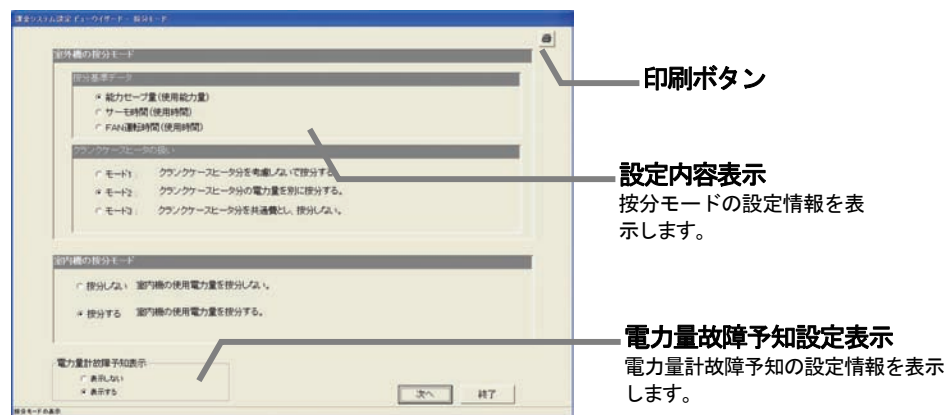 課金システム設定ビューウィザード - 按分モード
室外機の按分モード
按分基準データ
能力セーブ量(使用能力量)
サーモ時間(使用時間)
FAN運転時間(使用時間)
クランクケースヒータの扱い
モード1: クランクケースヒータ分を考慮しないで按分する。
モード2: クランクケースヒータ分の電力量を別に按分する。
モード3: クランクケースヒータ分を共通費とし、按分しない。
室内機の按分モード
按分しない 室内機の使用電力量を按分しない。
按分する 室内機の使用電力量を按分する。
電力量計故障予知表示
表示しない
表示する
次へ 終了
按分モードの表示
印刷ボタン
設定内容表示
按分モードの設定情報を表
示します。
電力量故障予知設定表示
電力量計故障予知の設定情報を表示
します。